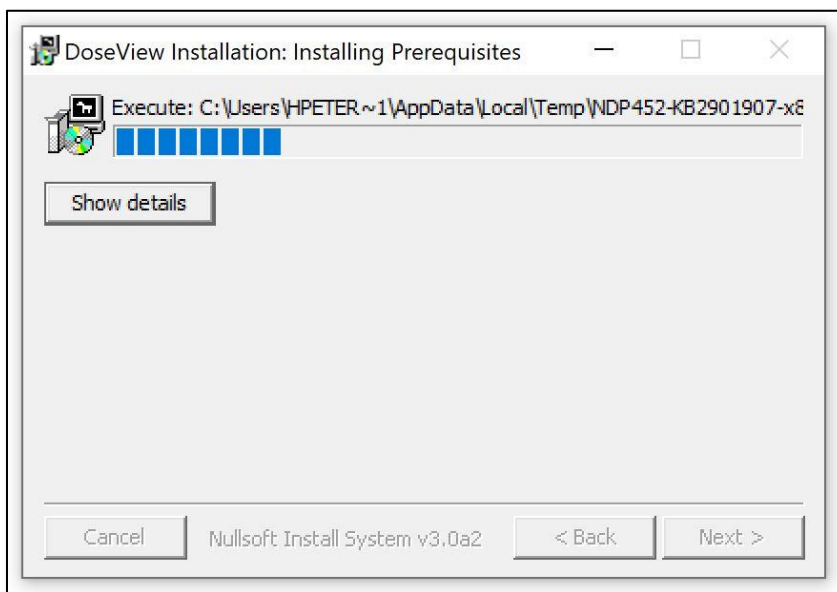 DoseView Installation: Installing Prerequisites
Execute: C:\Users\HPETER~1\AppData\Local\Temp\NDP452-KB2901907-x8
Show details
Cancel
Nullsoft Install System v3.0a2
< Back
Next >